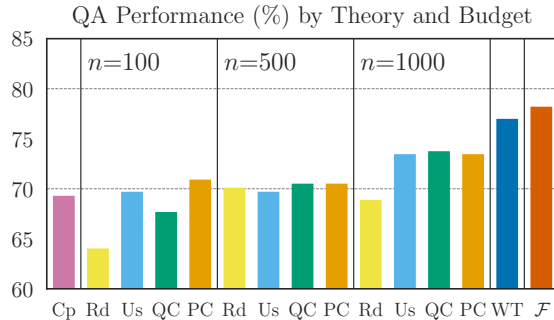 QA Performance (%) by Theory and Budget
85
80
75
70
65
60
n=100 n=500 n=1000
Cp Rd Us QC PC Rd Us QC PC Rd Us QC PC WT ℱ